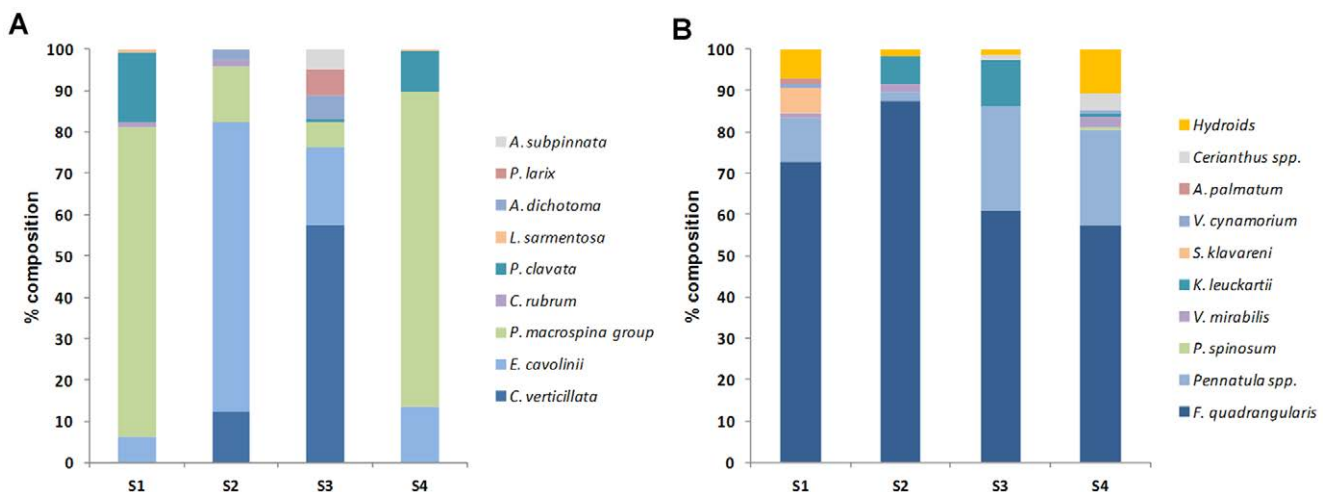 A
% composition
100
90
80
70
60
50
40
30
20
10
0
S1
S2
S3
S4
A. subpinnata
P. larix
A. dichotoma
L. sarmentosa
P. clavata
C. rubrum
P. macrospina group
E. cavolinii
C. verticillata
B
% composition
100
90
80
70
60
50
40
30
20
10
0
S1
S2
S3
S4
Hydroids
Cerianthus spp.
A. palmatum
V. cynamorium
S. klavareni
K. leuckartii
V. mirabilis
P. spinosum
Pennatula spp.
F. quadrangularis